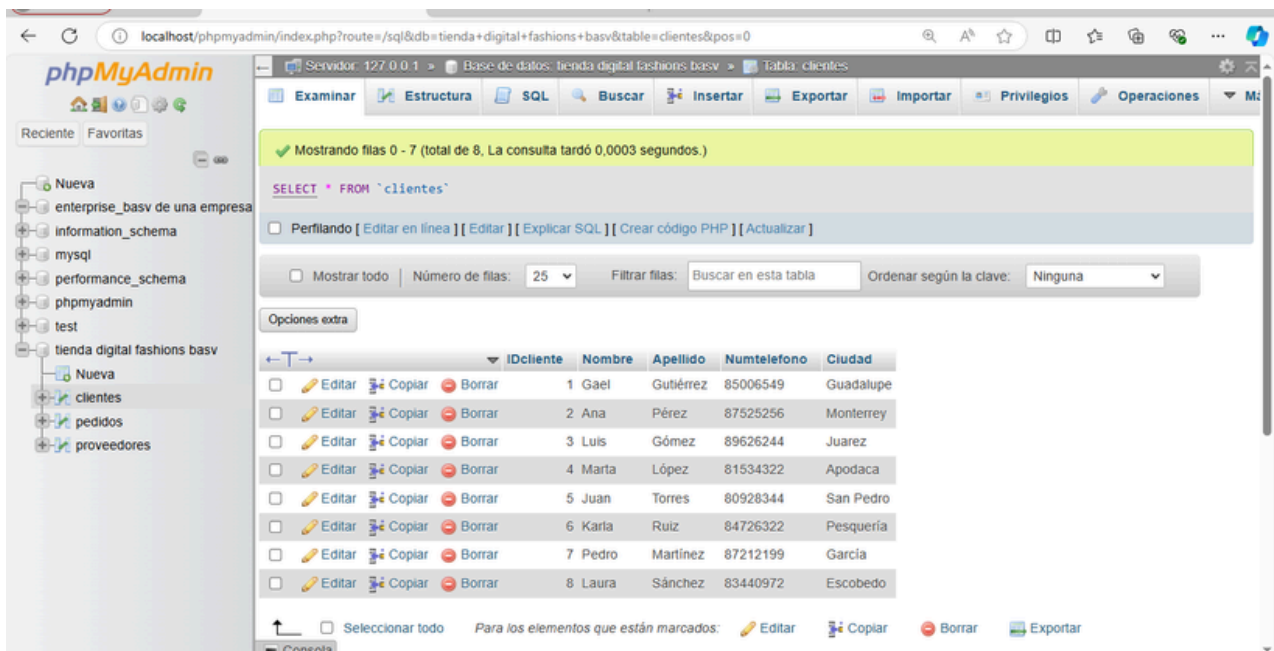 localhost/phpmyadmin/index.php?route=/sql&db=tienda+digital+fashions+basv&table=clientes&pos=0
phpMyAdmin
Reciente Favoritas
Nueva
enterprise_basv de una empresa
information_schema
mysql
performance_schema
phpmyadmin
test
tienda digital fashions basv
Nueva
clientes
pedidos
proveedores
Servidor: 127.0.0.1 » Base de datos: tienda digital fashions basv » Tabla: clientes
Examinar Estructura SQL Buscar Insertar Exportar Importar Privilegios Operaciones
Mostrando filas 0 - 7 (total de 8, La consulta tardó 0,0003 segundos.)
SELECT * FROM `clientes`
Perfilando [ Editar en línea ] [ Editar ] [ Explicar SQL ] [ Crear código PHP ] [ Actualizar ]
Mostrar todo | Número de filas: 25 Filtrar filas: Buscar en esta tabla Ordenar según la clave: Ninguna
Opciones extra
←T→ IDcliente Nombre Apellido Numtelefono Ciudad
Editar Copiar Borrar 1 Gael Gutiérrez 85006549 Guadalupe
Editar Copiar Borrar 2 Ana Pérez 87525256 Monterrey
Editar Copiar Borrar 3 Luis Gómez 89626244 Juarez
Editar Copiar Borrar 4 Marta López 81534322 Apodaca
Editar Copiar Borrar 5 Juan Torres 80928344 San Pedro
Editar Copiar Borrar 6 Karla Ruiz 84726322 Pesquería
Editar Copiar Borrar 7 Pedro Martínez 87212199 García
Editar Copiar Borrar 8 Laura Sánchez 83440972 Escobedo
Seleccionar todo Para los elementos que están marcados: Editar Copiar Borrar Exportar
Consola